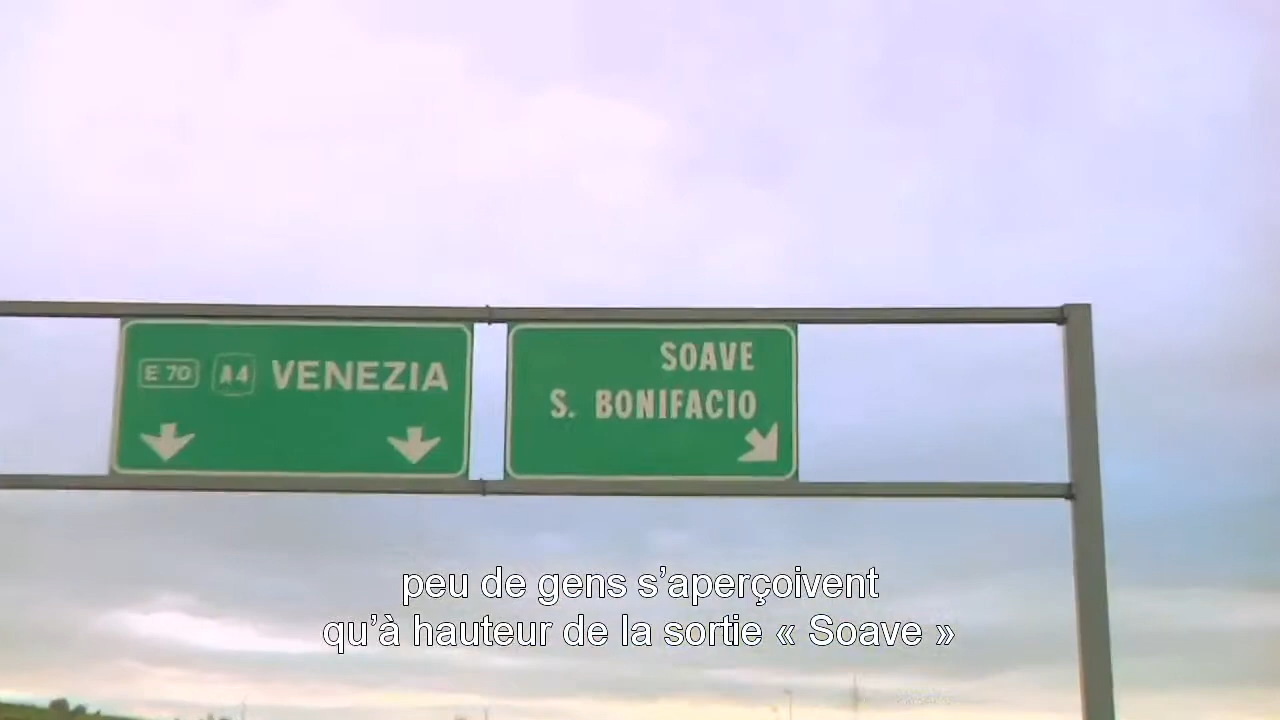 E 70 A4 VENEZIA
SOAVE
S. BONIFACIO
peu de gens s’aperçoivent
qu’à hauteur de la sortie « Soave »